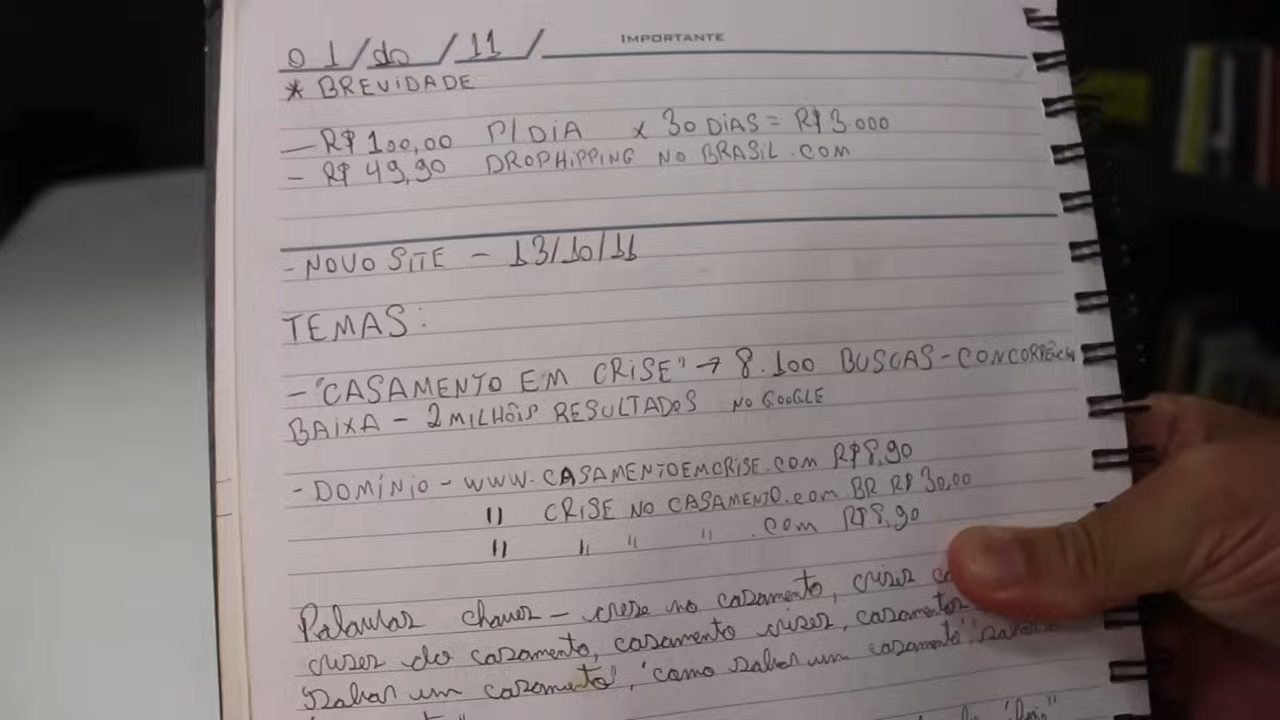 01/10/11/ IMPORTANTE
* BREVIDADE
- R$ 100,00 P/ DIA x 30 DIAS = R$ 3.000
- R$ 49,90 DROPHIPPING NO BRASIL.COM
- NOVO SITE - 13/10/11
TEMAS:
- "CASAMENTO EM CRISE" → 8.100 BUSCAS - CONCORRÊNCIA
BAIXA - 2 MILHÕES RESULTADOS NO GOOGLE
- DOMÍNIO - WWW.CASAMENTOEMCRISE.COM R$ 8,90
" CRISE NO CASAMENTO.COM BR R$ 30,00
" " " " .COM R$ 8,90
Palavras chaves - crise no casamento, crises
crises do casamento, casamento crises, casamentos
"salvar um casamento", "como salvar um casamento"